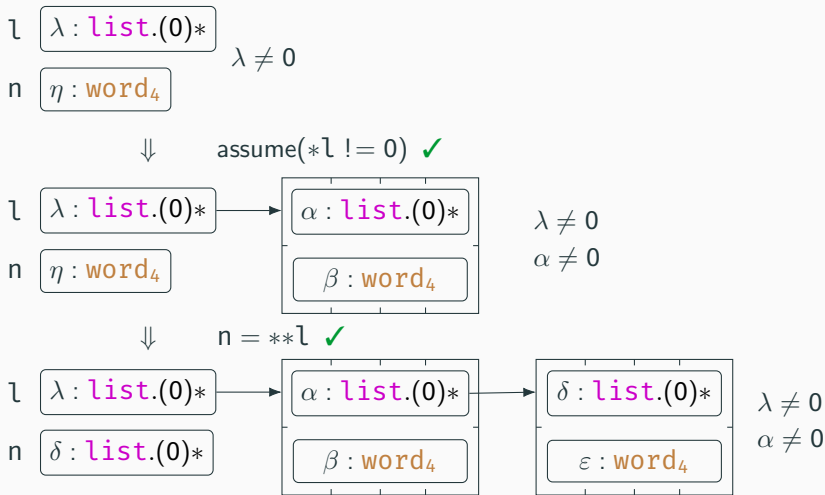 l λ : list.(0)*
λ ≠ 0
n η : word₄
⇓ assume(*l != 0) ✓
l λ : list.(0)* α : list.(0)*
λ ≠ 0
α ≠ 0
n η : word₄ β : word₄
⇓ n = **l ✓
l λ : list.(0)* α : list.(0)* δ : list.(0)*
λ ≠ 0
α ≠ 0
n δ : list.(0)* β : word₄ ε : word₄